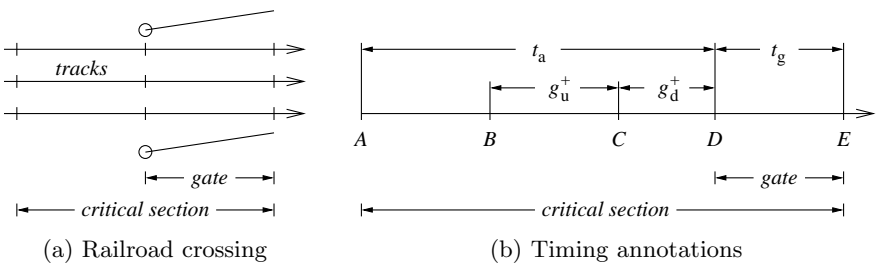 tracks
gate
critical section
(a) Railroad crossing
t_a t_g
g_u^+ g_d^+
A B C D E
gate
critical section
(b) Timing annotations